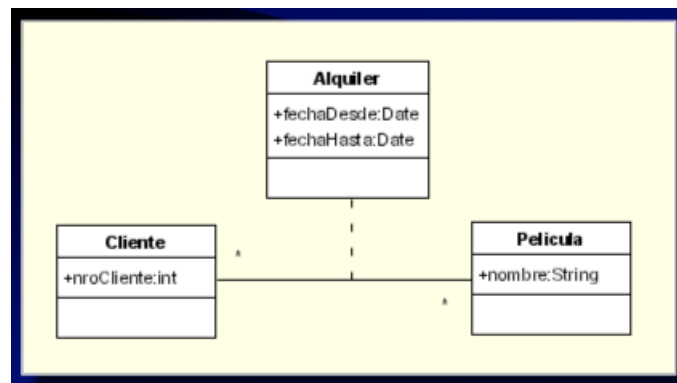 Alquiler
+fechaDesde:Date
+fechaHasta:Date
Cliente
+nroCliente:int
*
*
Pelicula
+nombre:String